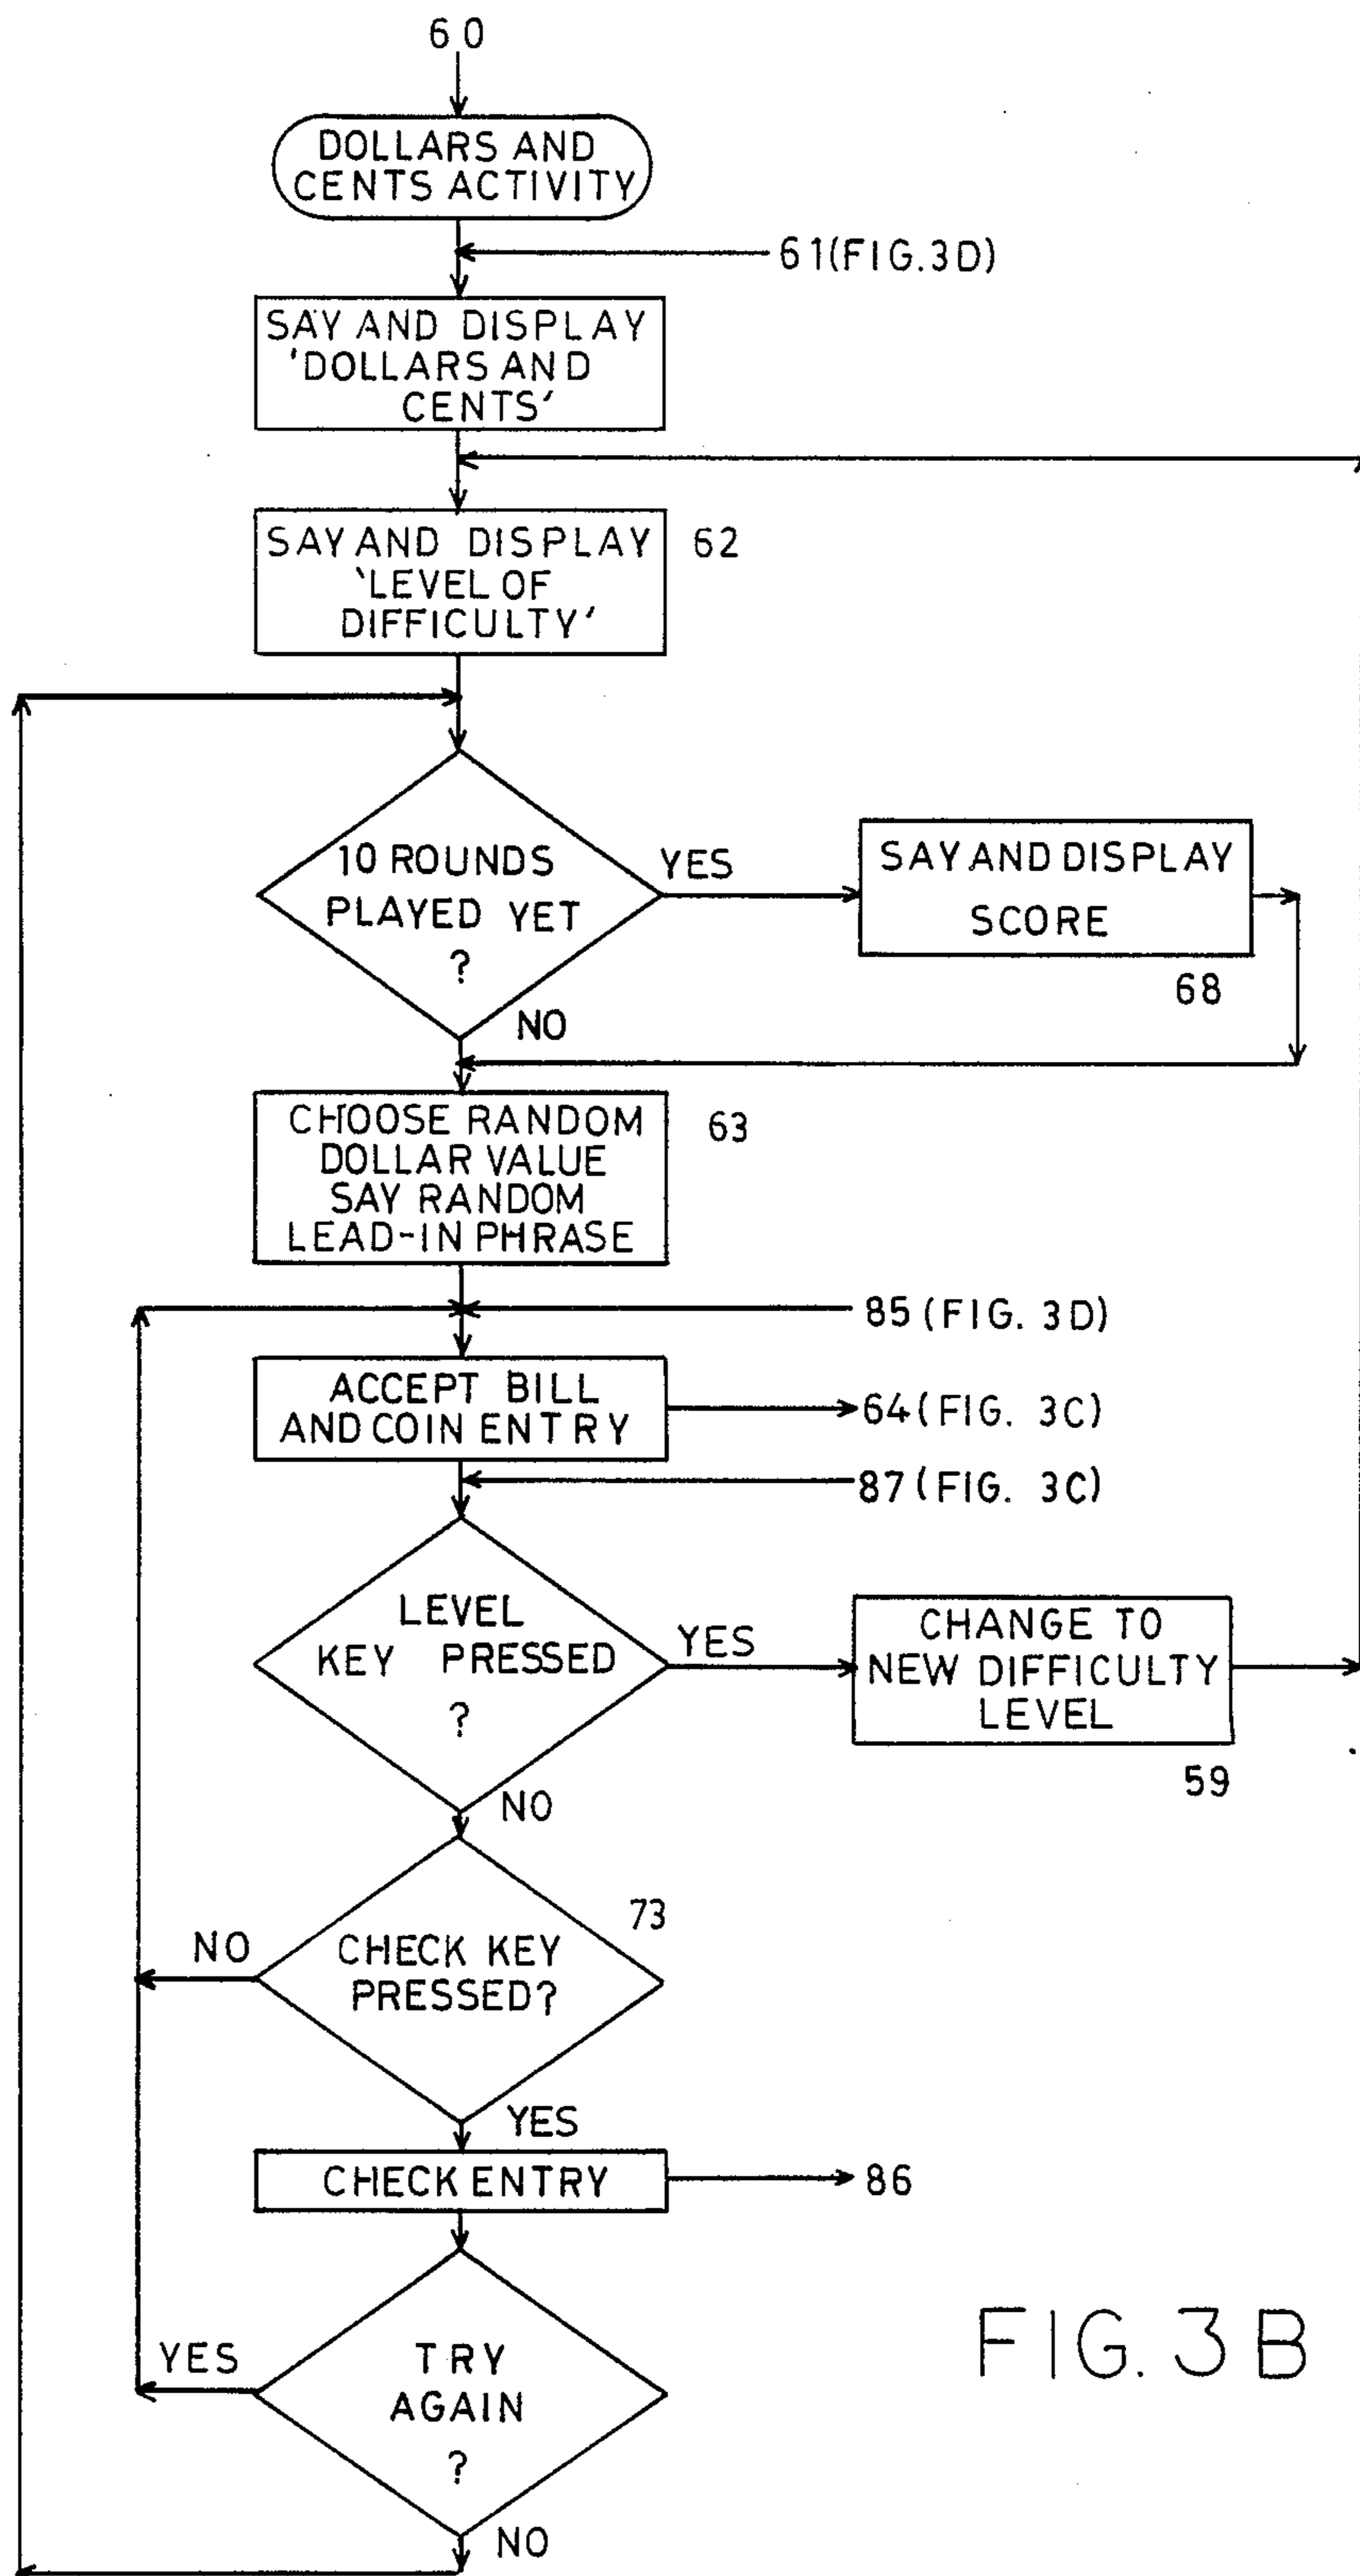 60
DOLLARS AND
CENTS ACTIVITY
61(FIG.3D)
SAY AND DISPLAY
'DOLLARS AND
CENTS'
SAY AND DISPLAY
'LEVEL OF
DIFFICULTY'
62
10 ROUNDS
PLAYED YET
?
YES
SAY AND DISPLAY
SCORE
68
NO
CHOOSE RANDOM
DOLLAR VALUE
SAY RANDOM
LEAD-IN PHRASE
63
85 (FIG. 3D)
ACCEPT BILL
AND COIN ENTRY
64 (FIG. 3C)
87 (FIG. 3C)
LEVEL
KEY PRESSED
?
YES
CHANGE TO
NEW DIFFICULTY
LEVEL
59
NO
73
CHECK KEY
PRESSED?
NO
YES
CHECK ENTRY
86
TRY
AGAIN
?
YES
NO
FIG. 3B